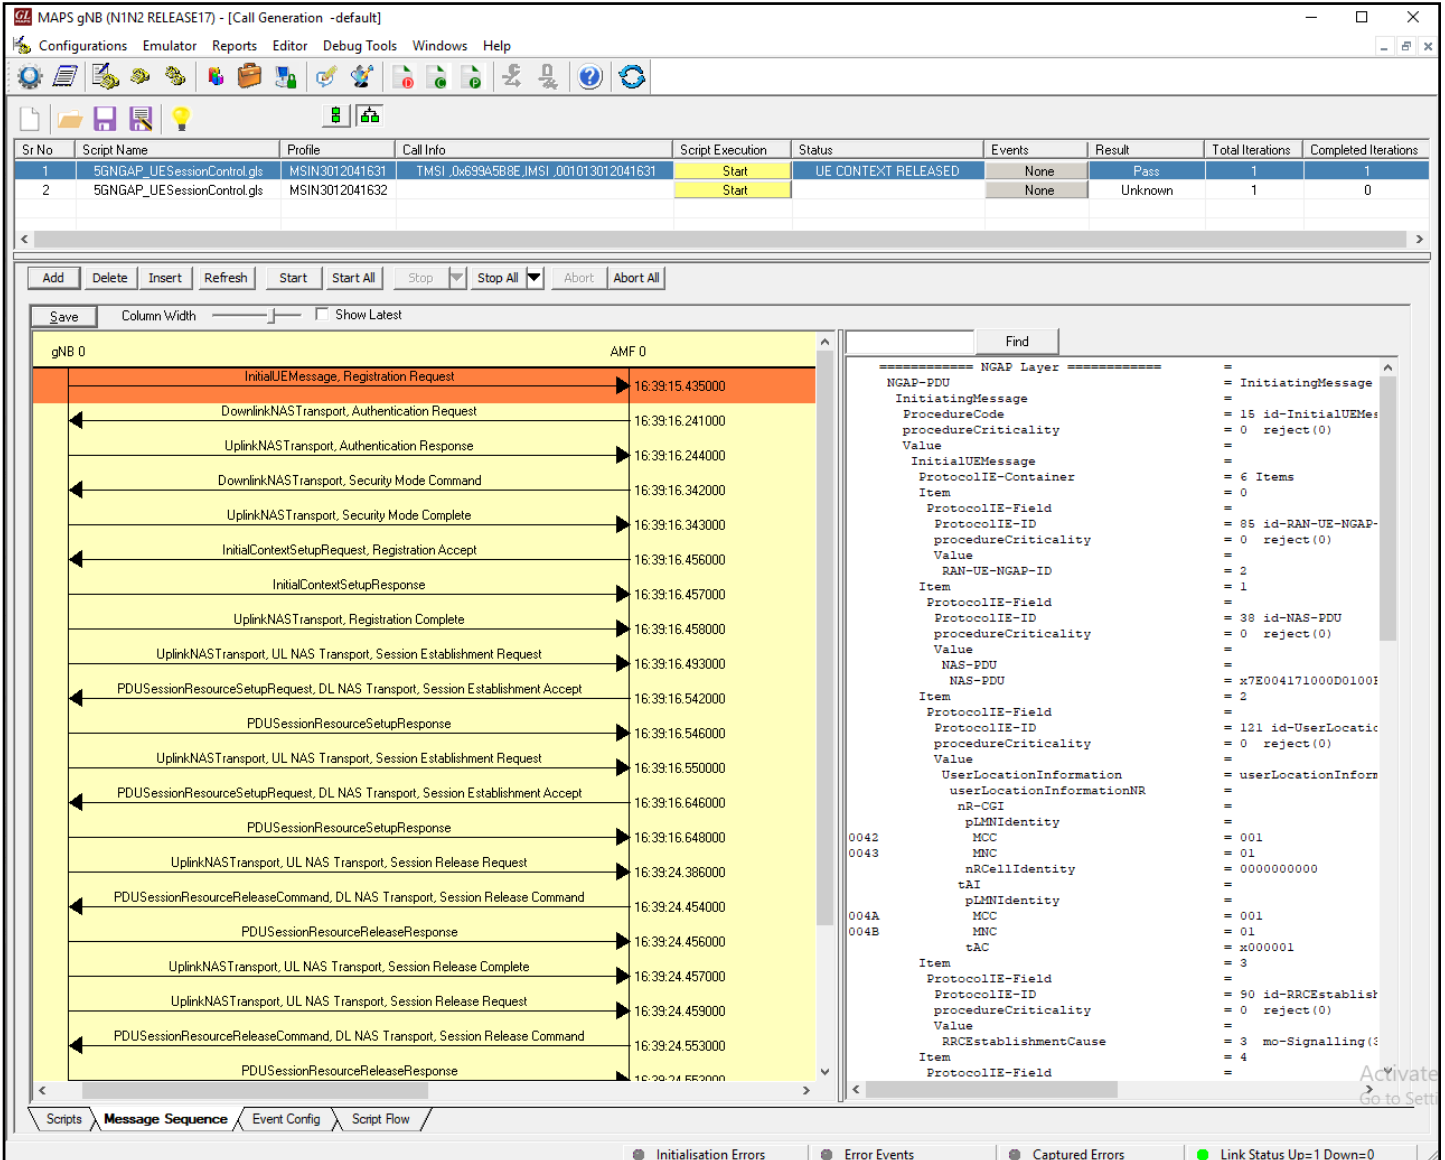 MAPS gNB (N1N2 RELEASE17) - [Call Generation -default]
Configurations Emulator Reports Editor Debug Tools Windows Help
Sr No Script Name Profile Call Info Script Execution Status Events Result Total Iterations Completed Iterations
1 5GNGAP_UESessionControl.gls MSIN3012041631 TMSI ,0x699A5B8E,IMSI ,001013012041631 Start UE CONTEXT RELEASED None Pass 1 1
2 5GNGAP_UESessionControl.gls MSIN3012041632 Start None Unknown 1 0
Add Delete Insert Refresh Start Start All Stop Stop All Abort Abort All
Save Column Width Show Latest
gNB 0 AMF 0
InitialUEMessage, Registration Request
16:39:15.435000
DownlinkNASTransport, Authentication Request
16:39:16.241000
UplinkNASTransport, Authentication Response
16:39:16.244000
DownlinkNASTransport, Security Mode Command
16:39:16.342000
UplinkNASTransport, Security Mode Complete
16:39:16.343000
InitialContextSetupRequest, Registration Accept
16:39:16.456000
InitialContextSetupResponse
16:39:16.457000
UplinkNASTransport, Registration Complete
16:39:16.458000
UplinkNASTransport, UL NAS Transport, Session Establishment Request
16:39:16.493000
PDUSessionResourceSetupRequest, DL NAS Transport, Session Establishment Accept
16:39:16.542000
PDUSessionResourceSetupResponse
16:39:16.546000
UplinkNASTransport, UL NAS Transport, Session Establishment Request
16:39:16.550000
PDUSessionResourceSetupRequest, DL NAS Transport, Session Establishment Accept
16:39:16.646000
PDUSessionResourceSetupResponse
16:39:16.648000
UplinkNASTransport, UL NAS Transport, Session Release Request
16:39:24.386000
PDUSessionResourceReleaseCommand, DL NAS Transport, Session Release Command
16:39:24.454000
PDUSessionResourceReleaseResponse
16:39:24.456000
UplinkNASTransport, UL NAS Transport, Session Release Complete
16:39:24.457000
UplinkNASTransport, UL NAS Transport, Session Release Request
16:39:24.459000
PDUSessionResourceReleaseCommand, DL NAS Transport, Session Release Command
16:39:24.553000
PDUSessionResourceReleaseResponse
Find
============ NGAP Layer ============ =
NGAP-PDU = InitiatingMessage
InitiatingMessage =
ProcedureCode = 15 id-InitialUEMes
procedureCriticality = 0 reject(0)
Value =
InitialUEMessage =
ProtocolIE-Container = 6 Items
Item = 0
ProtocolIE-Field =
ProtocolIE-ID = 85 id-RAN-UE-NGAP-
procedureCriticality = 0 reject(0)
Value =
RAN-UE-NGAP-ID = 2
Item = 1
ProtocolIE-Field =
ProtocolIE-ID = 38 id-NAS-PDU
procedureCriticality = 0 reject(0)
Value =
NAS-PDU =
NAS-PDU = x7E004171000D0100
Item = 2
ProtocolIE-Field =
ProtocolIE-ID = 121 id-UserLocatic
procedureCriticality = 0 reject(0)
Value =
UserLocationInformation = userLocationInform
userLocationInformationNR =
nR-CGI =
pLMNIdentity =
0042 MCC = 001
0043 MNC = 01
nRCellIdentity = 0000000000
tAI =
pLMNIdentity =
004A MCC = 001
004B MNC = 01
tAC = x000001
Item = 3
ProtocolIE-Field =
ProtocolIE-ID = 90 id-RRCEstablish
procedureCriticality = 0 reject(0)
Value =
RRCEstablishmentCause = 3 mo-Signalling(3
Item = 4
ProtocolIE-Field =
Activate
Go to Setti
Scripts Message Sequence Event Config Script Flow
Initialisation Errors Error Events Captured Errors Link Status Up=1 Down=0